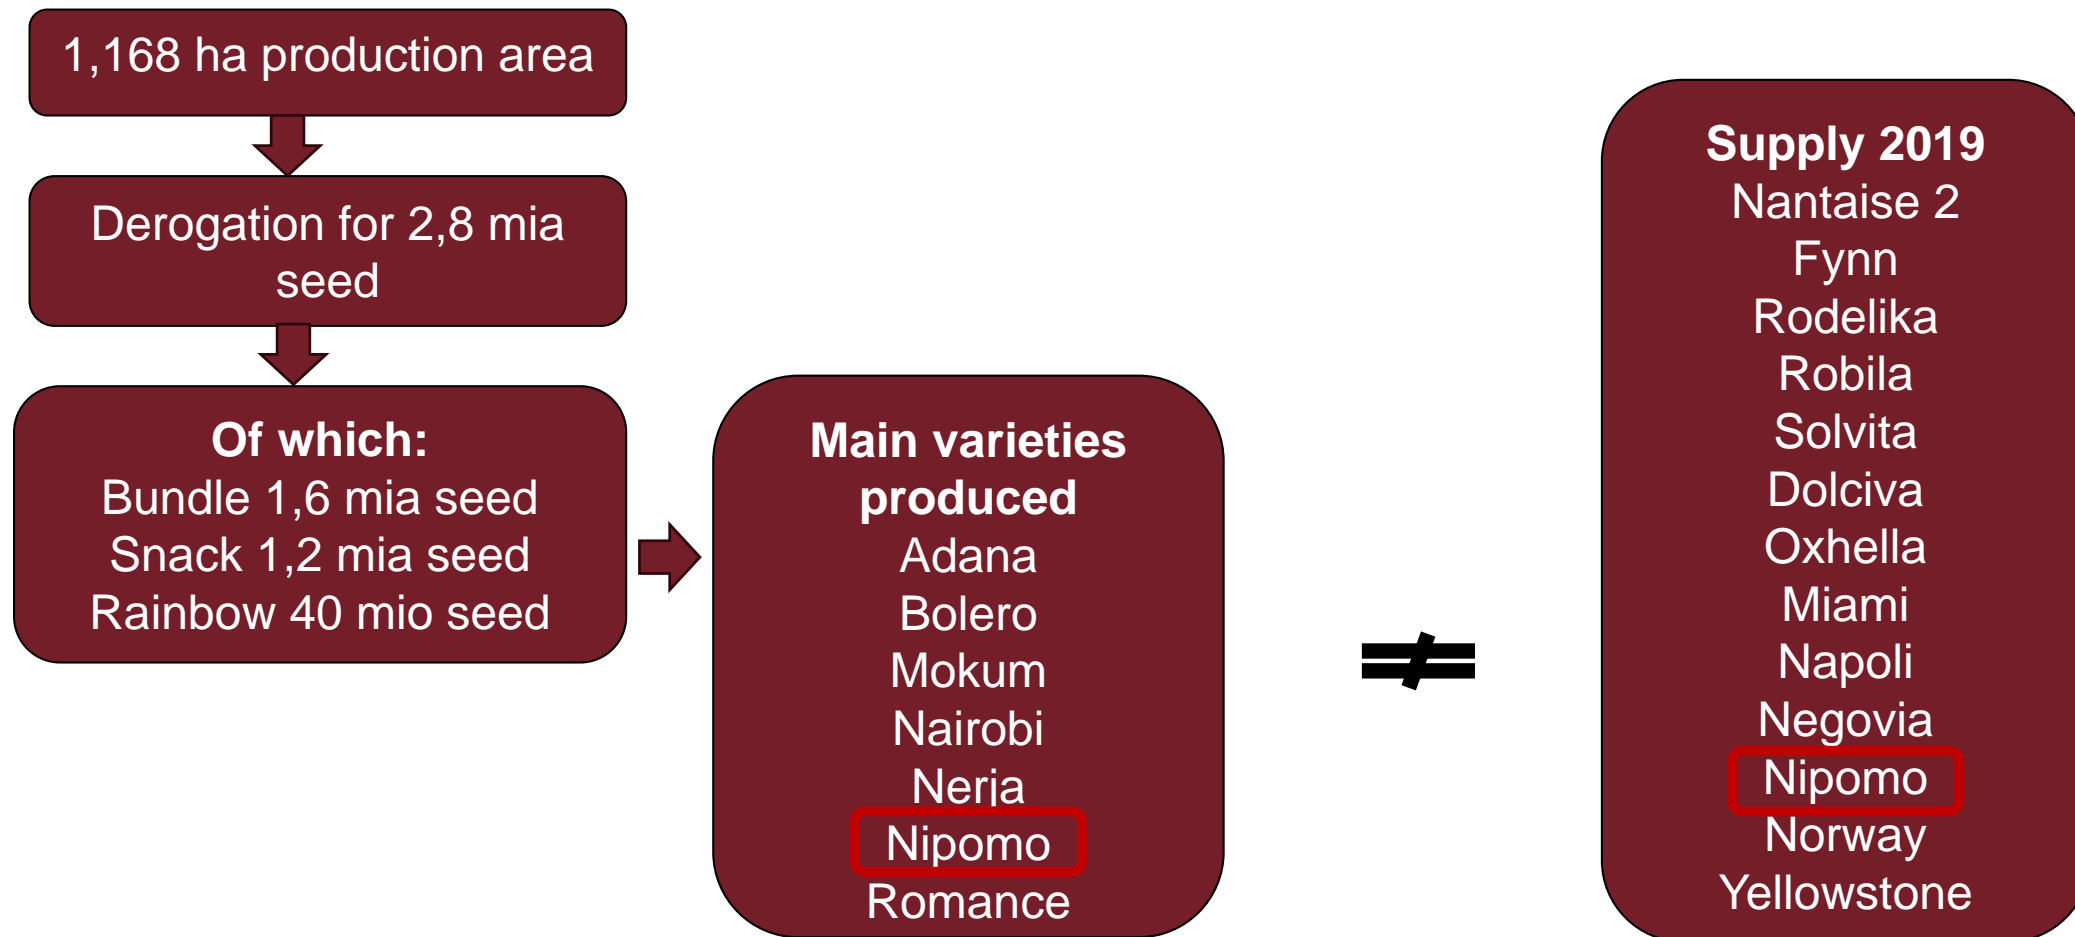 1,168 ha production area
Derogation for 2,8 mia
seed
Of which:
Bundle 1,6 mia seed
Snack 1,2 mia seed
Rainbow 40 mio seed
Main varieties
produced
Adana
Bolero
Mokum
Nairobi
Nerja
Nipomo
Romance
≠
Supply 2019
Nantaise 2
Fynn
Rodelika
Robila
Solvita
Dolciva
Oxhella
Miami
Napoli
Negovia
Nipomo
Norway
Yellowstone